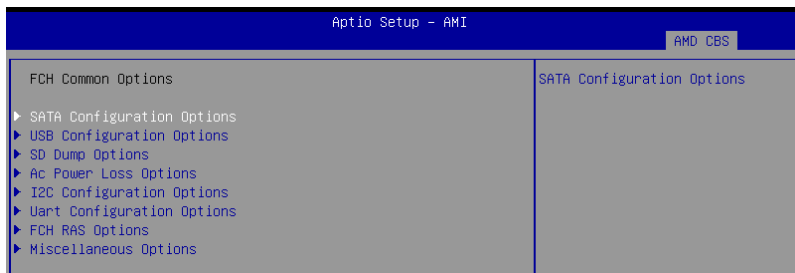 Aptio Setup – AMI
AMD CBS
FCH Common Options
SATA Configuration Options
USB Configuration Options
SD Dump Options
Ac Power Loss Options
I2C Configuration Options
Uart Configuration Options
FCH RAS Options
Miscellaneous Options
SATA Configuration Options